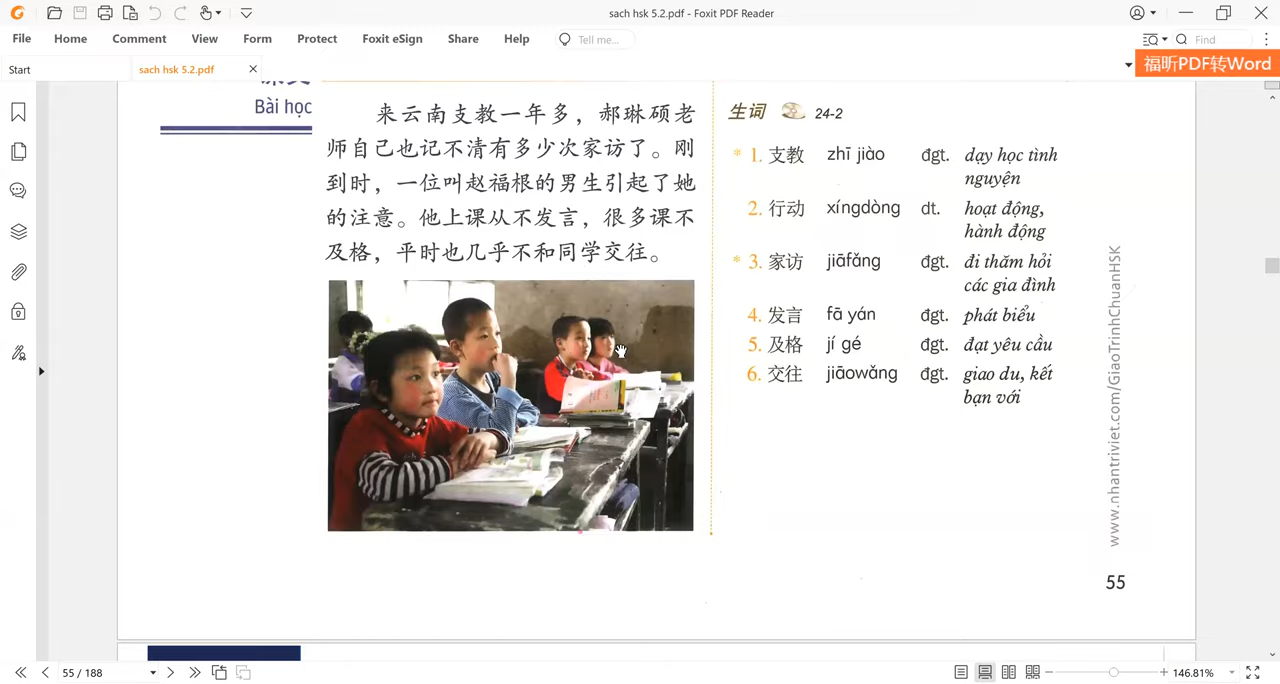 sach hsk 5.2.pdf - Foxit PDF Reader
File Home Comment View Form Protect Foxit eSign Share Help Tell me... Find
Start sach hsk 5.2.pdf
福昕PDF转Word
Bài học
来云南支教一年多，郝琳硕老
师自己也记不清有多少次家访了。刚
到时，一位叫赵福根的男生引起了她
的注意。他上课从不发言，很多课不
及格，平时也几乎不和同学交往。
生词 24-2
* 1. 支教 zhī jiào đgt. dạy học tình
nguyện
2. 行动 xíngdòng dt. hoạt động,
hành động
* 3. 家访 jiāfǎng đgt. đi thăm hỏi
các gia đình
4. 发言 fā yán đgt. phát biểu
5. 及格 jí gé đgt. đạt yêu cầu
6. 交往 jiāowǎng đgt. giao du, kết
bạn với
www.nhantriviet.com/GiaoTrinhChuanHSK
55
55 / 188
146.81%